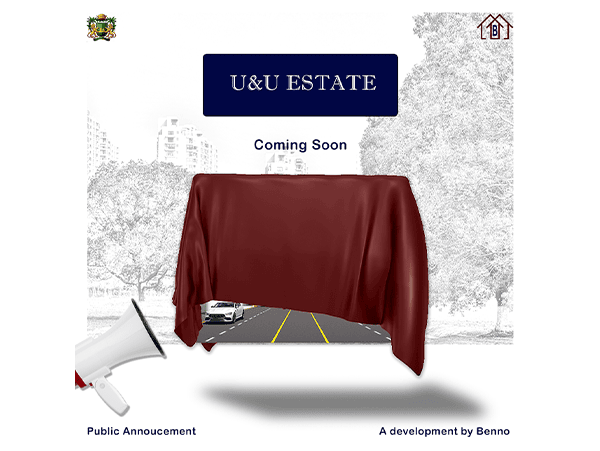 B
U&U ESTATE
Coming Soon
Public Annoucement
A development by Benno